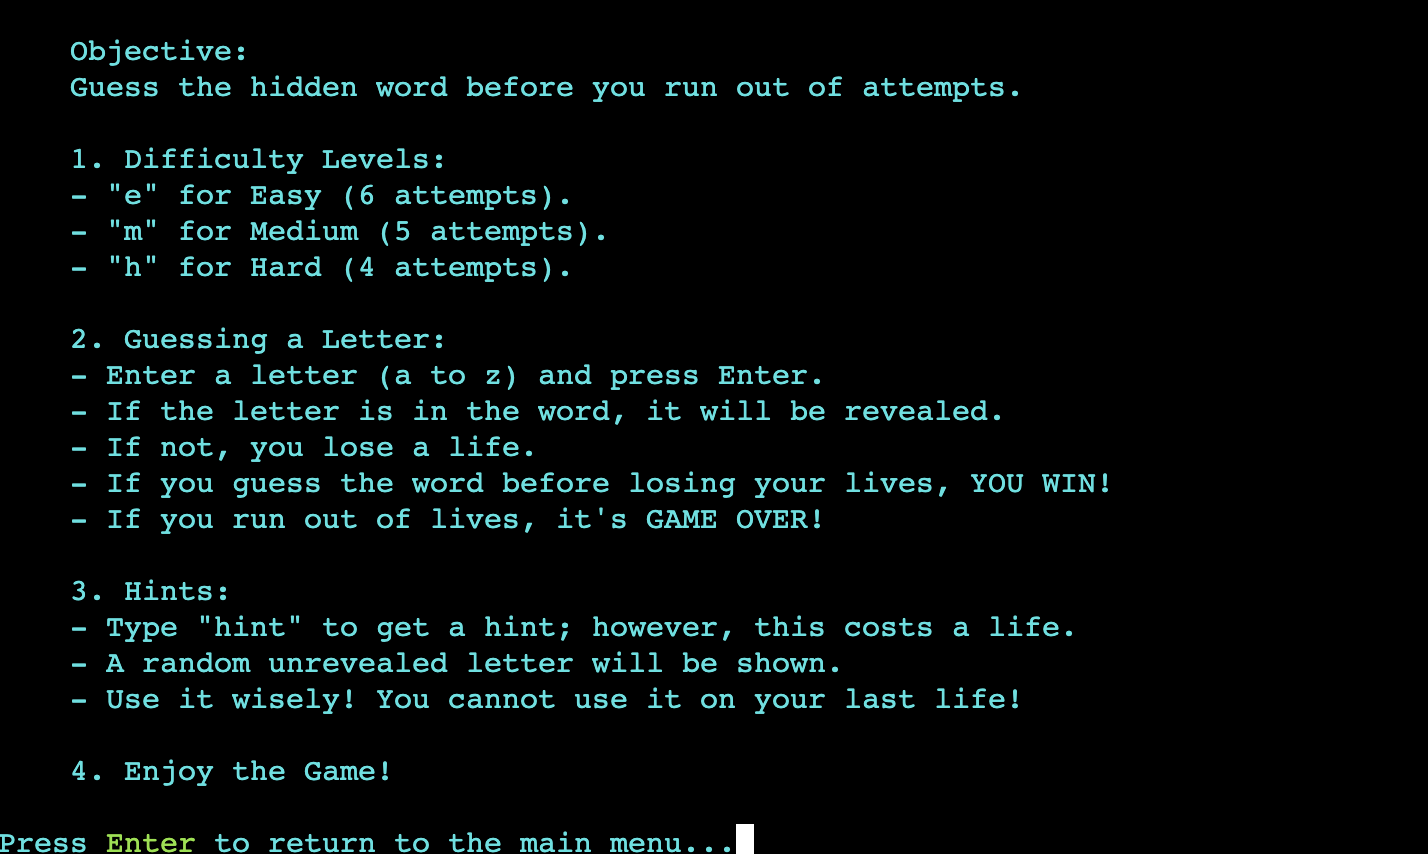 Objective:
Guess the hidden word before you run out of attempts.
1. Difficulty Levels:
- "e" for Easy (6 attempts).
- "m" for Medium (5 attempts).
- "h" for Hard (4 attempts).
2. Guessing a Letter:
- Enter a letter (a to z) and press Enter.
- If the letter is in the word, it will be revealed.
- If not, you lose a life.
- If you guess the word before losing your lives, YOU WIN!
- If you run out of lives, it's GAME OVER!
3. Hints:
- Type "hint" to get a hint; however, this costs a life.
- A random unrevealed letter will be shown.
- Use it wisely! You cannot use it on your last life!
4. Enjoy the Game!
Press Enter to return to the main menu...